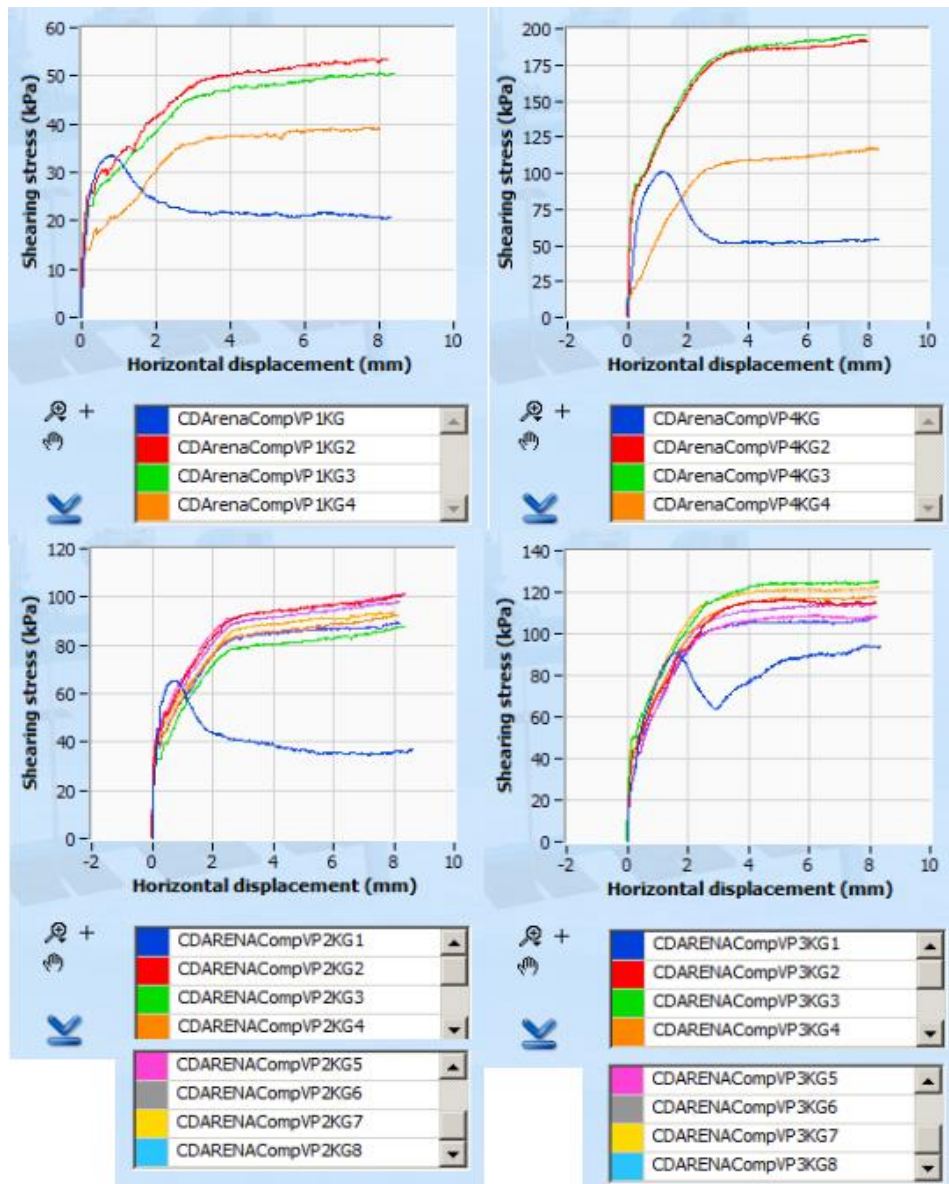 60
50
40
30
20
10
0
Shearing stress (kPa)
0 2 4 6 8 10
Horizontal displacement (mm)
+
CDArenaCompVP1KG
CDArenaCompVP1KG2
CDArenaCompVP1KG3
CDArenaCompVP1KG4
200
175
150
125
100
75
50
25
0
Shearing stress (kPa)
-2 0 2 4 6 8 10
Horizontal displacement (mm)
+
CDArenaCompVP4KG
CDArenaCompVP4KG2
CDArenaCompVP4KG3
CDArenaCompVP4KG4
120
100
80
60
40
20
0
Shearing stress (kPa)
-2 0 2 4 6 8 10
Horizontal displacement (mm)
+
CDARENACompVP2KG1
CDARENACompVP2KG2
CDARENACompVP2KG3
CDARENACompVP2KG4
CDARENACompVP2KG5
CDARENACompVP2KG6
CDARENACompVP2KG7
CDARENACompVP2KG8
140
120
100
80
60
40
20
0
Shearing stress (kPa)
-2 0 2 4 6 8 10
Horizontal displacement (mm)
+
CDARENACompVP3KG1
CDARENACompVP3KG2
CDARENACompVP3KG3
CDARENACompVP3KG4
CDARENACompVP3KG5
CDARENACompVP3KG6
CDARENACompVP3KG7
CDARENACompVP3KG8